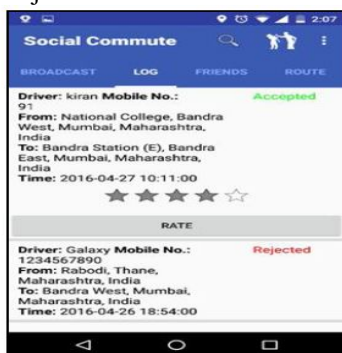 2:07
Social Commute
BROADCAST LOG FRIENDS ROUTE
Driver: kiran Mobile No.: Accepted
91
From: National College, Bandra
West, Mumbai, Maharashtra,
India
To: Bandra Station (E), Bandra
East, Mumbai, Maharashtra,
India
Time: 2016-04-27 10:11:00
RATE
Driver: Galaxy Mobile No.: Rejected
1234567890
From: Rabodi, Thane,
Maharashtra, India
To: Bandra West, Mumbai,
Maharashtra, India
Time: 2016-04-26 18:54:00